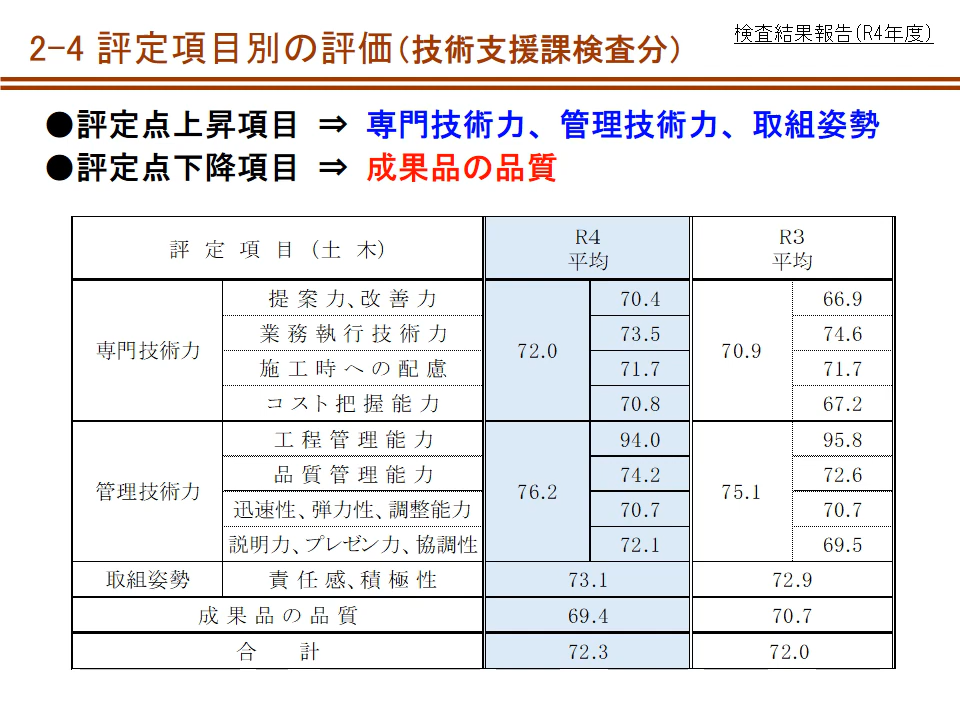 2-4 評定項目別の評価(技術支援課検査分)
検査結果報告(R4年度)
●評定点上昇項目 ⇒ 専門技術力、管理技術力、取組姿勢
●評定点下降項目 ⇒ 成果品の品質
評定項目(土木) R4平均 R3平均
専門技術力 72.0 70.9
提案力、改善力 70.4 66.9
業務執行技術力 73.5 74.6
施工時への配慮 71.7 71.7
コスト把握能力 70.8 67.2
管理技術力 76.2 75.1
工程管理能力 94.0 95.8
品質管理能力 74.2 72.6
迅速性、弾力性、調整能力 70.7 70.7
説明力、プレゼン力、協調性 72.1 69.5
取組姿勢 責任感、積極性 73.1 72.9
成果品の品質 69.4 70.7
合計 72.3 72.0